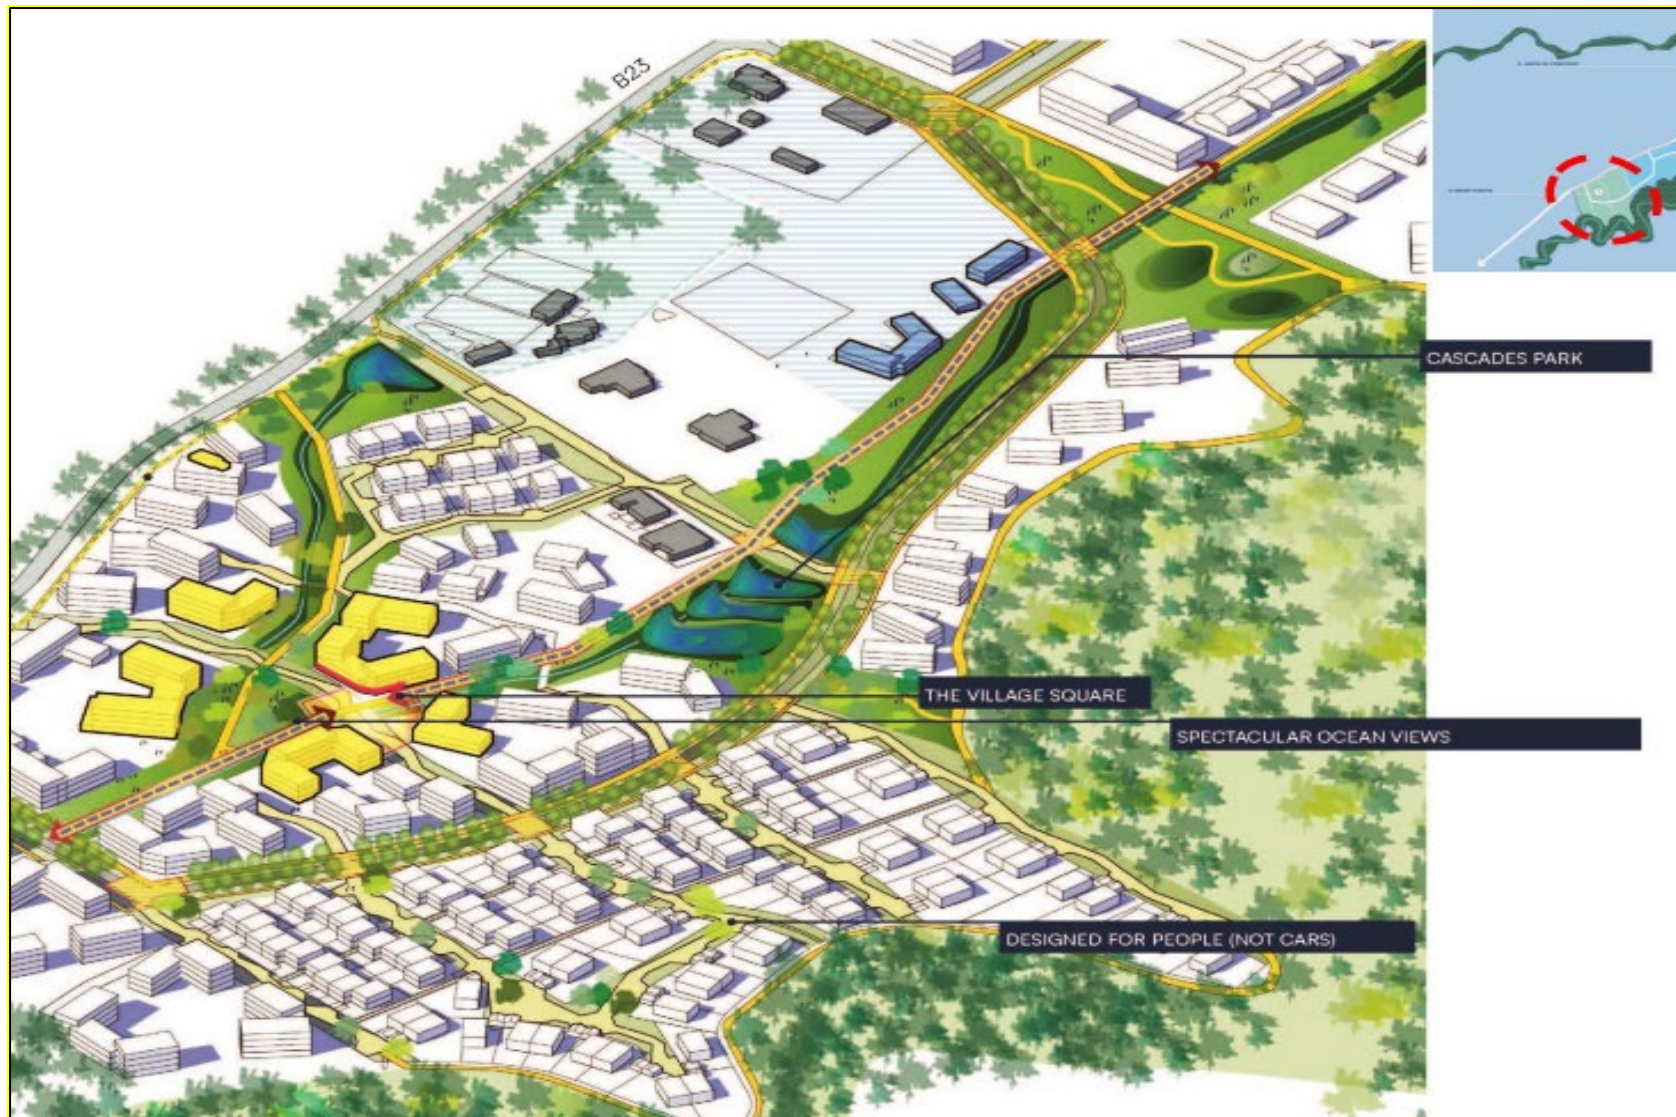 B23
CASCADES PARK
THE VILLAGE SQUARE
SPECTACULAR OCEAN VIEWS
DESIGNED FOR PEOPLE (NOT CARS)